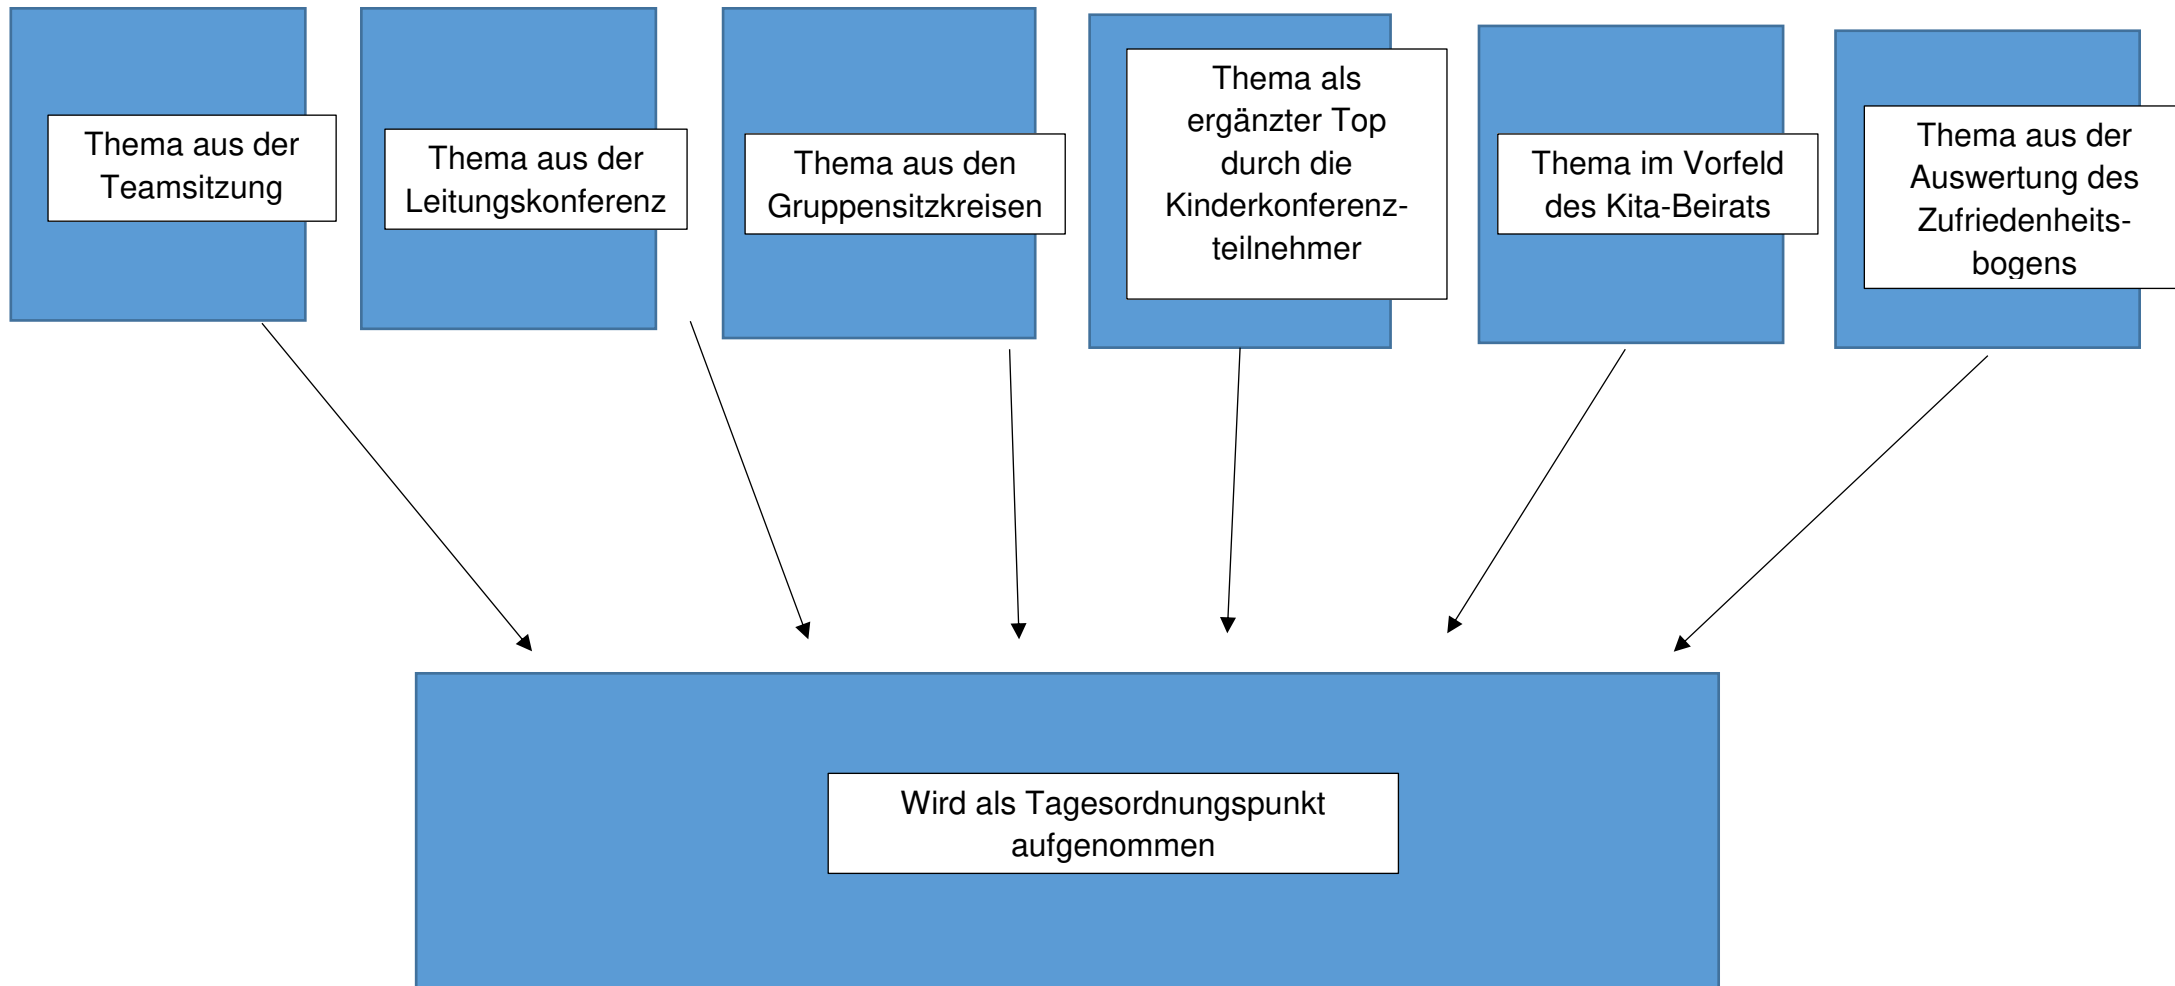 Thema aus der
Teamsitzung
Thema aus der
Leitungskonferenz
Thema aus den
Gruppensitzkreisen
Thema als
ergänzter Top
durch die
Kinderkonferenz-
teilnehmer
Thema im Vorfeld
des Kita-Beirats
Thema aus der
Auswertung des
Zufriedenheits-
bogens
Wird als Tagesordnungspunkt
aufgenommen